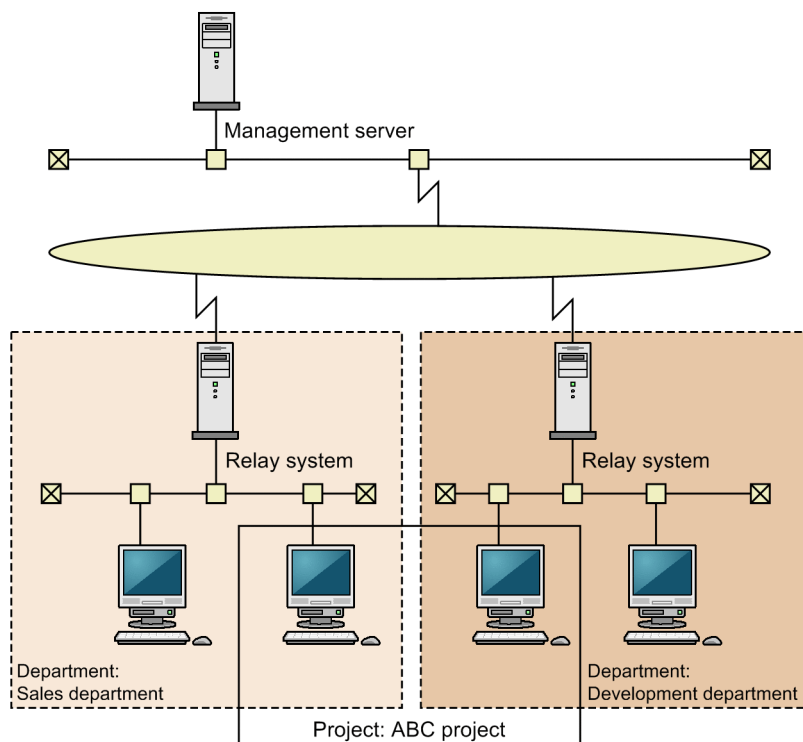 Management server
Relay system
Relay system
Department:
Sales department
Department:
Development department
Project: ABC project